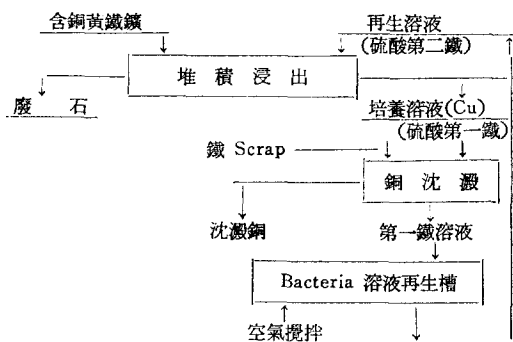 含銅黃鐵鑛
再生溶液
(硫酸第二鐵)
堆積浸出
廢石
培養溶液(Cu)
(硫酸第一鐵)
鐵 Scrap
銅沈澱
沈澱銅
第一鐵溶液
Bacteria 溶液再生槽
空氣攪拌